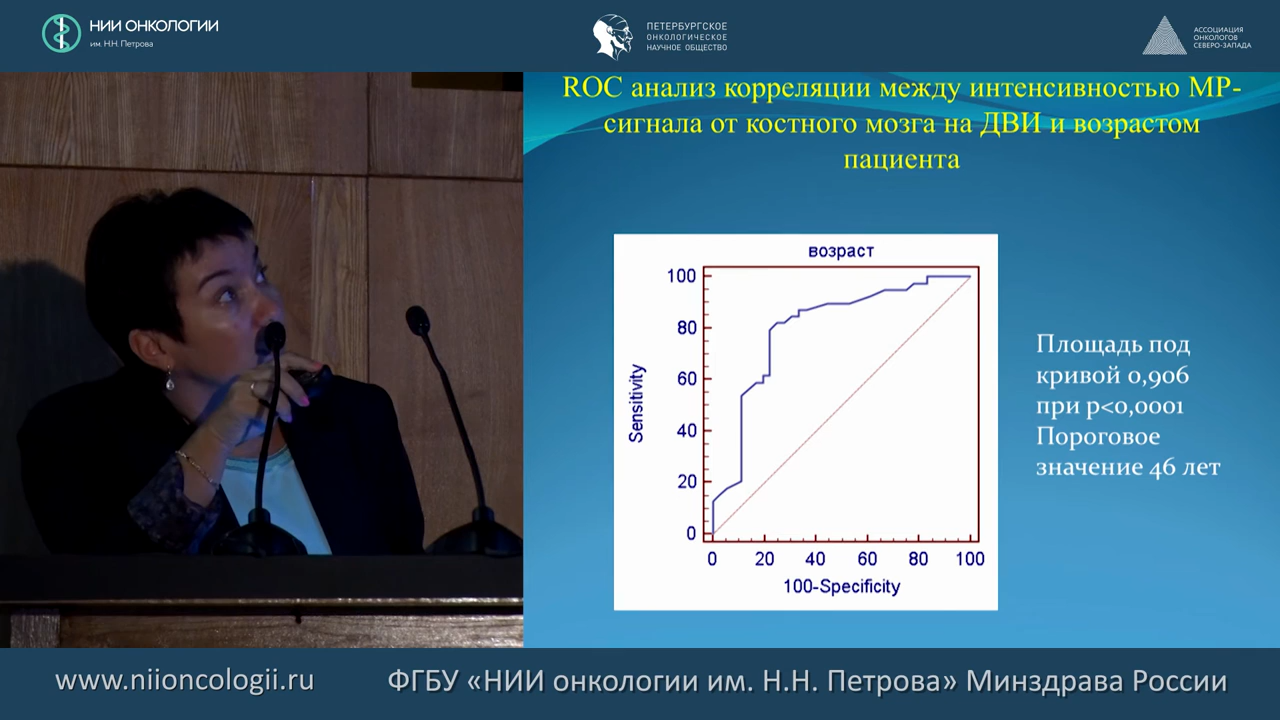 НИИ ОНКОЛОГИИ
им. Н.Н. Петрова
ПЕТЕРБУРГСКОЕ
ОНКОЛОГИЧЕСКОЕ
НАУЧНОЕ ОБЩЕСТВО
АССОЦИАЦИЯ
ОНКОЛОГОВ
СЕВЕРО-ЗАПАДА
ROC анализ корреляции между интенсивностью МР-
сигнала от костного мозга на ДВИ и возрастом
пациента
возраст
100
80
60
40
20
0
Sensitivity
0 20 40 60 80 100
100-Specificity
Площадь под
кривой 0,906
при p<0,0001
Пороговое
значение 46 лет
www.niioncologii.ru
ФГБУ «НИИ онкологии им. Н.Н. Петрова» Минздрава России